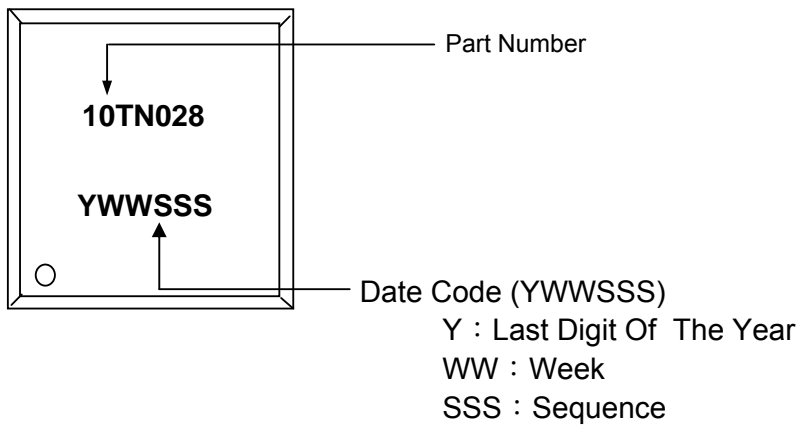 Part Number
10TN028
YWWSSS
Date Code (YWWSSS)
Y：Last Digit Of The Year
WW：Week
SSS：Sequence